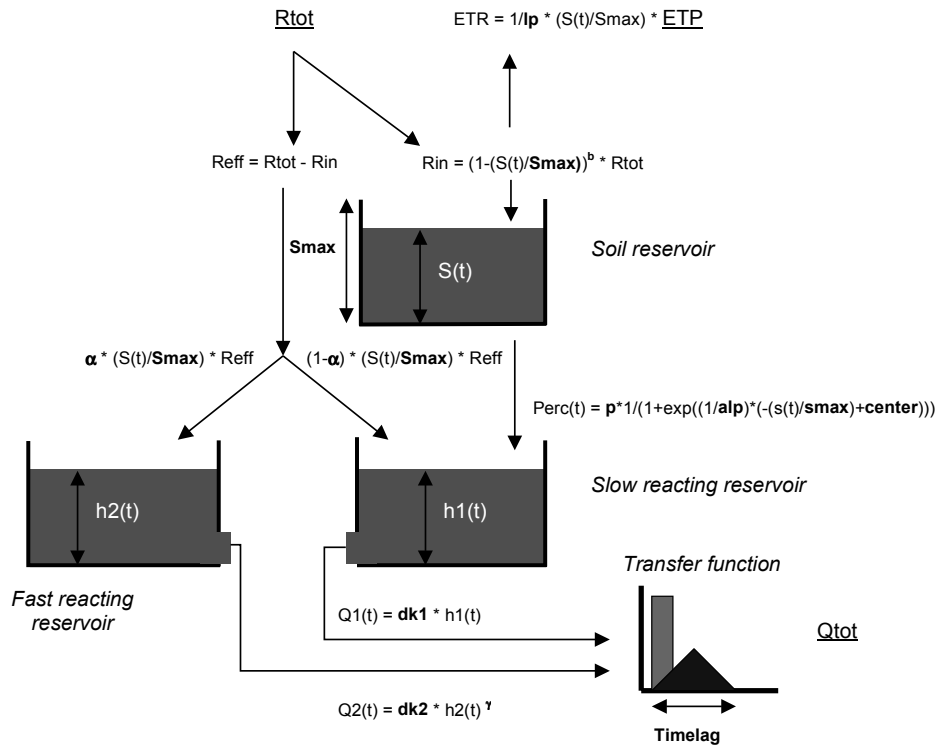 Rtot
ETR = 1/lp * (S(t)/Smax) * ETP
Reff = Rtot - Rin
Rin = (1-(S(t)/Smax))^b * Rtot
Smax
S(t)
Soil reservoir
α * (S(t)/Smax) * Reff
(1-α) * (S(t)/Smax) * Reff
Perc(t) = p*1/(1+exp((1/alp)*(-(s(t)/smax)+center)))
h2(t)
h1(t)
Slow reacting reservoir
Transfer function
Fast reacting
reservoir
Q1(t) = dk1 * h1(t)
Qtot
Q2(t) = dk2 * h2(t)^γ
Timelag